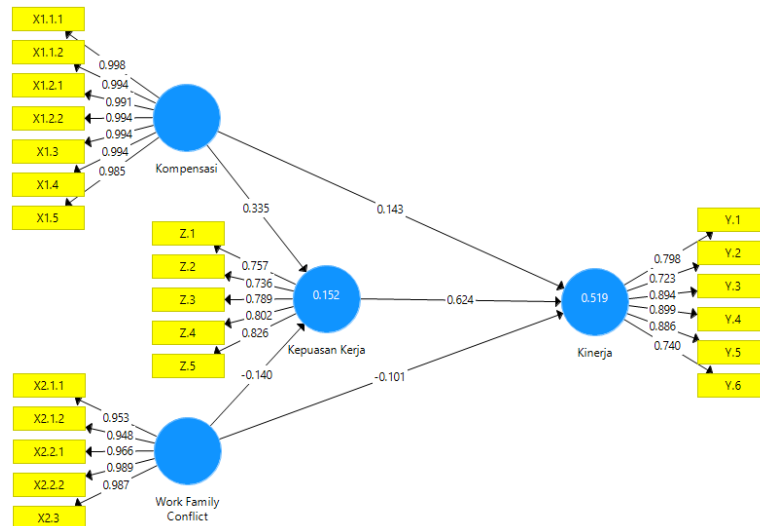 X1.1.1
X1.1.2
X1.2.1
X1.2.2
X1.3
X1.4
X1.5
0.998
0.994
0.991
0.994
0.994
0.994
0.985
Kompensasi
0.335
0.143
Z.1
Z.2
Z.3
Z.4
Z.5
0.757
0.736
0.789
0.802
0.826
0.152
Kepuasan Kerja
0.624
0.519
Kinerja
0.798
0.723
0.894
0.899
0.886
0.740
Y.1
Y.2
Y.3
Y.4
Y.5
Y.6
-0.140
-0.101
X2.1.1
X2.1.2
X2.2.1
X2.2.2
X2.3
0.953
0.948
0.966
0.989
0.987
Work Family
Conflict